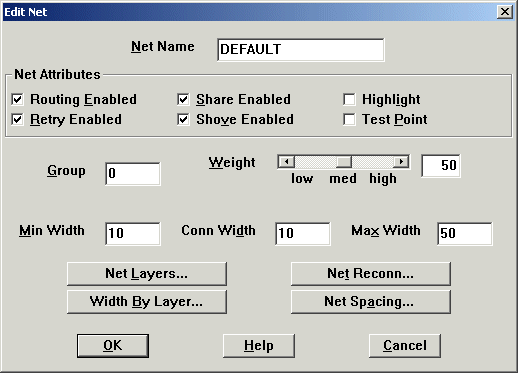 Edit Net
Net Name DEFAULT
Net Attributes
Routing Enabled Share Enabled Highlight
Retry Enabled Shove Enabled Test Point
Group 0 Weight 50
low med high
Min Width 10 Conn Width 10 Max Width 50
Net Layers... Net Reconn...
Width By Layer... Net Spacing...
OK Help Cancel